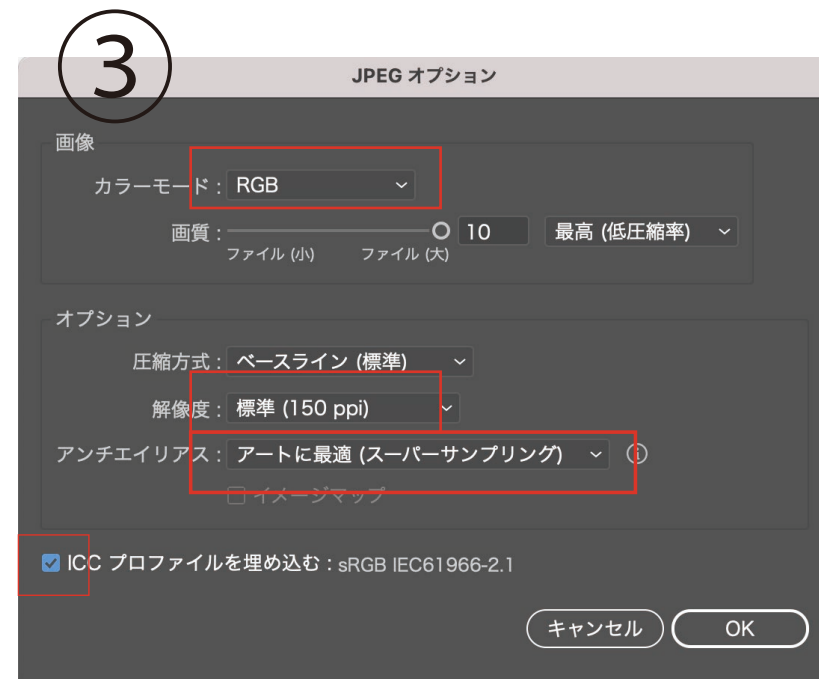 ③
JPEG オプション
画像
カラーモード : RGB
画質 : 10 最高 (低圧縮率)
ファイル (小) ファイル (大)
オプション
圧縮方式 : ベースライン (標準)
解像度 : 標準 (150 ppi)
アンチエイリアス : アートに最適 (スーパーサンプリング)
イメージマップ
ICC プロファイルを埋め込む : sRGB IEC61966-2.1
キャンセル OK